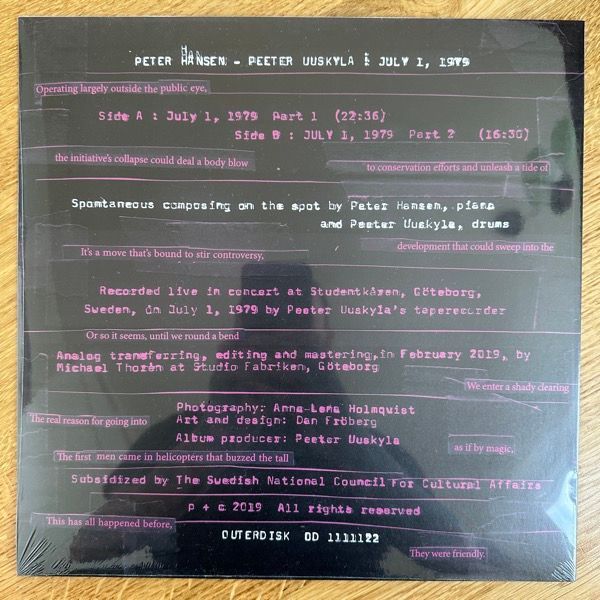 PETER HANSEN - PEETER UUSKYLA : JULY 1, 1979
Operating largely outside the public eye,
Side A : July 1, 1979 Part 1 (22:36)
Side B : JULY 1, 1979 Part 2 (16:30)
the initiative's collapse could deal a body blow
to conservation efforts and unleash a tide of
Spontaneous composing on the spot by Peter Hansen, piano
and Peeter Uuskyla, drums
development that could sweep into the
It's a move that's bound to stir controversy,
Recorded live in concert at Studentkåren, Göteborg,
Sweden, on July 1, 1979 by Peeter Uuskyla's taperecorder
Or so it seems, until we round a bend
Analog transferring, editing and mastering,in February 2019, by
Michael Thorén at Studio Fabriken, Göteborg
We enter a shady clearing
Photography: Anna-Lena Holmqvist
The real reason for going into
Art and design: Dan Fröberg
Album producer: Peeter Uuskyla
as if by magic,
The first men came in helicopters that buzzed the tall
Subsidized by The Swedish National Council For Cultural Affairs
p + c 2019 All rights reserved
This has all happened before,
OUTERDISK OD 1111122
They were friendly.